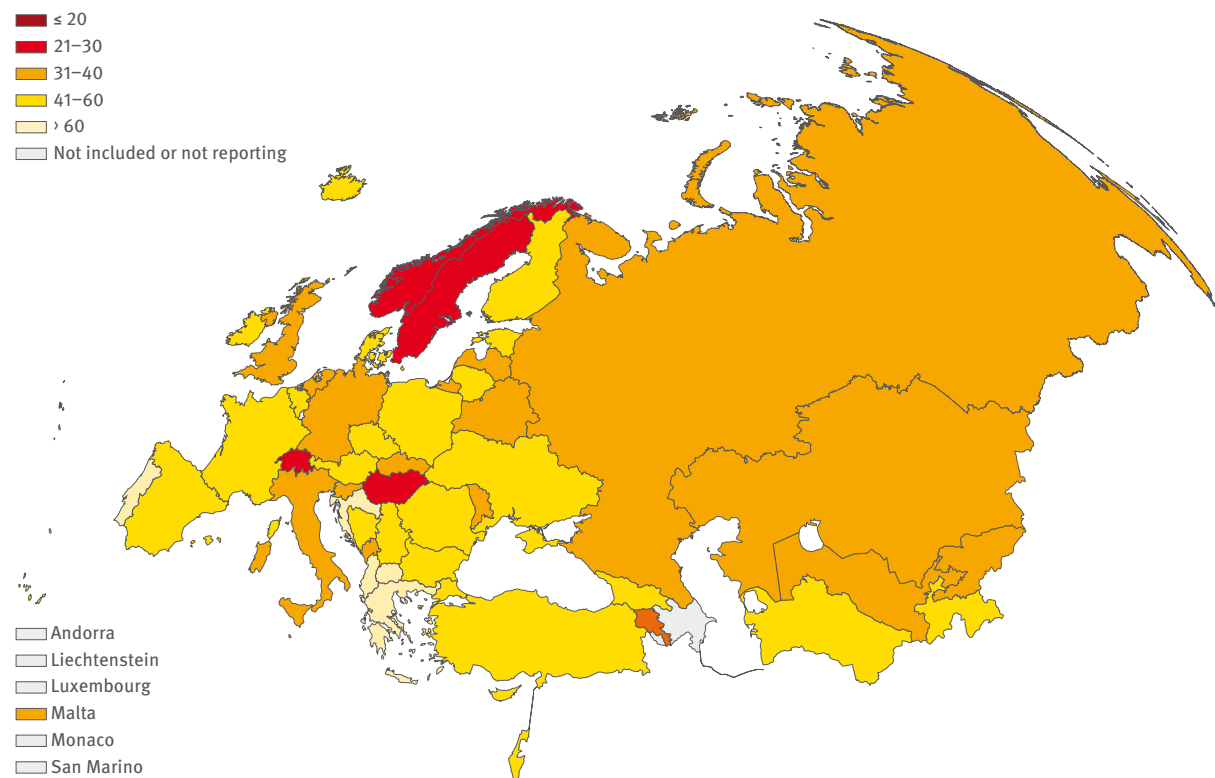 ≤ 20
21–30
31–40
41–60
› 60
Not included or not reporting
Andorra
Liechtenstein
Luxembourg
Malta
Monaco
San Marino